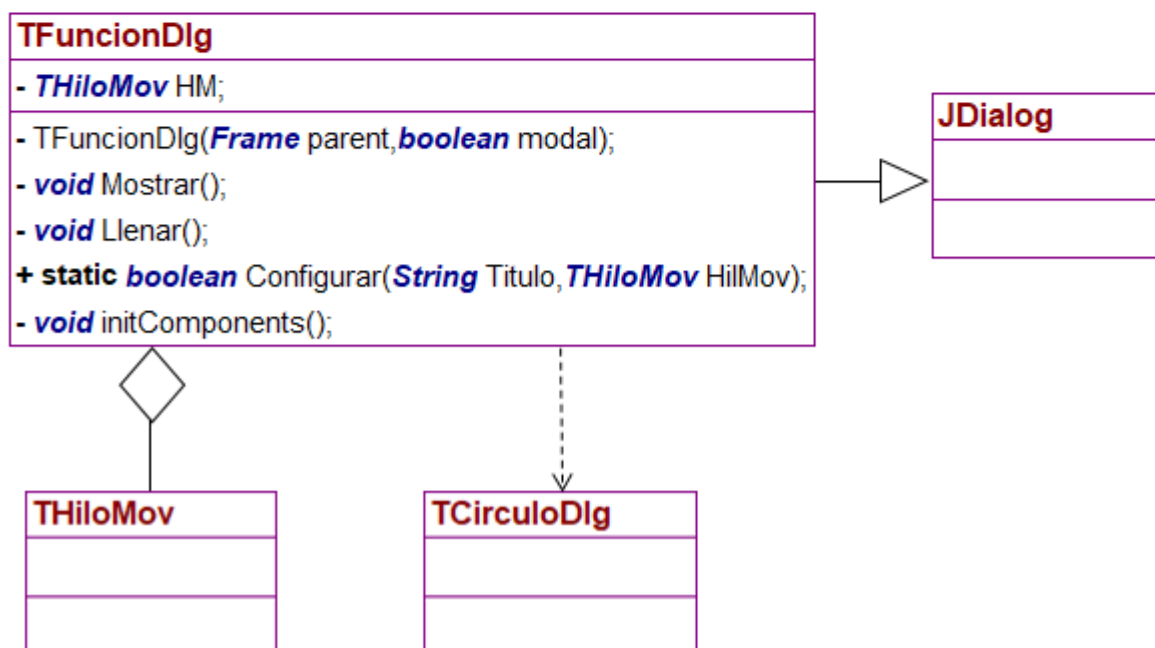 TFuncionDlg
- THiloMov HM;
- TFuncionDlg(Frame parent,boolean modal);
- void Mostrar();
- void Llenar();
+ static boolean Configurar(String Titulo,THiloMov HilMov);
- void initComponents();
JDialog
THiloMov
TCirculoDlg